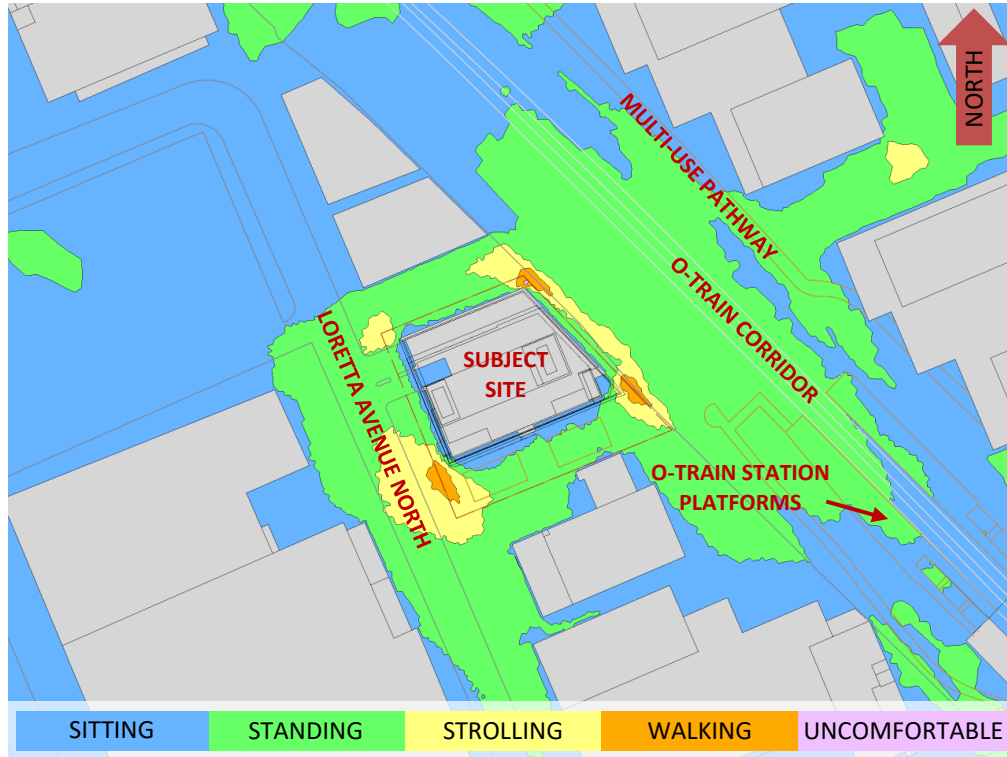 NORTH
MULTI-USE PATHWAY
O-TRAIN CORRIDOR
LORETTA AVENUE NORTH
SUBJECT
SITE
O-TRAIN STATION
PLATFORMS
SITTING
STANDING
STROLLING
WALKING
UNCOMFORTABLE